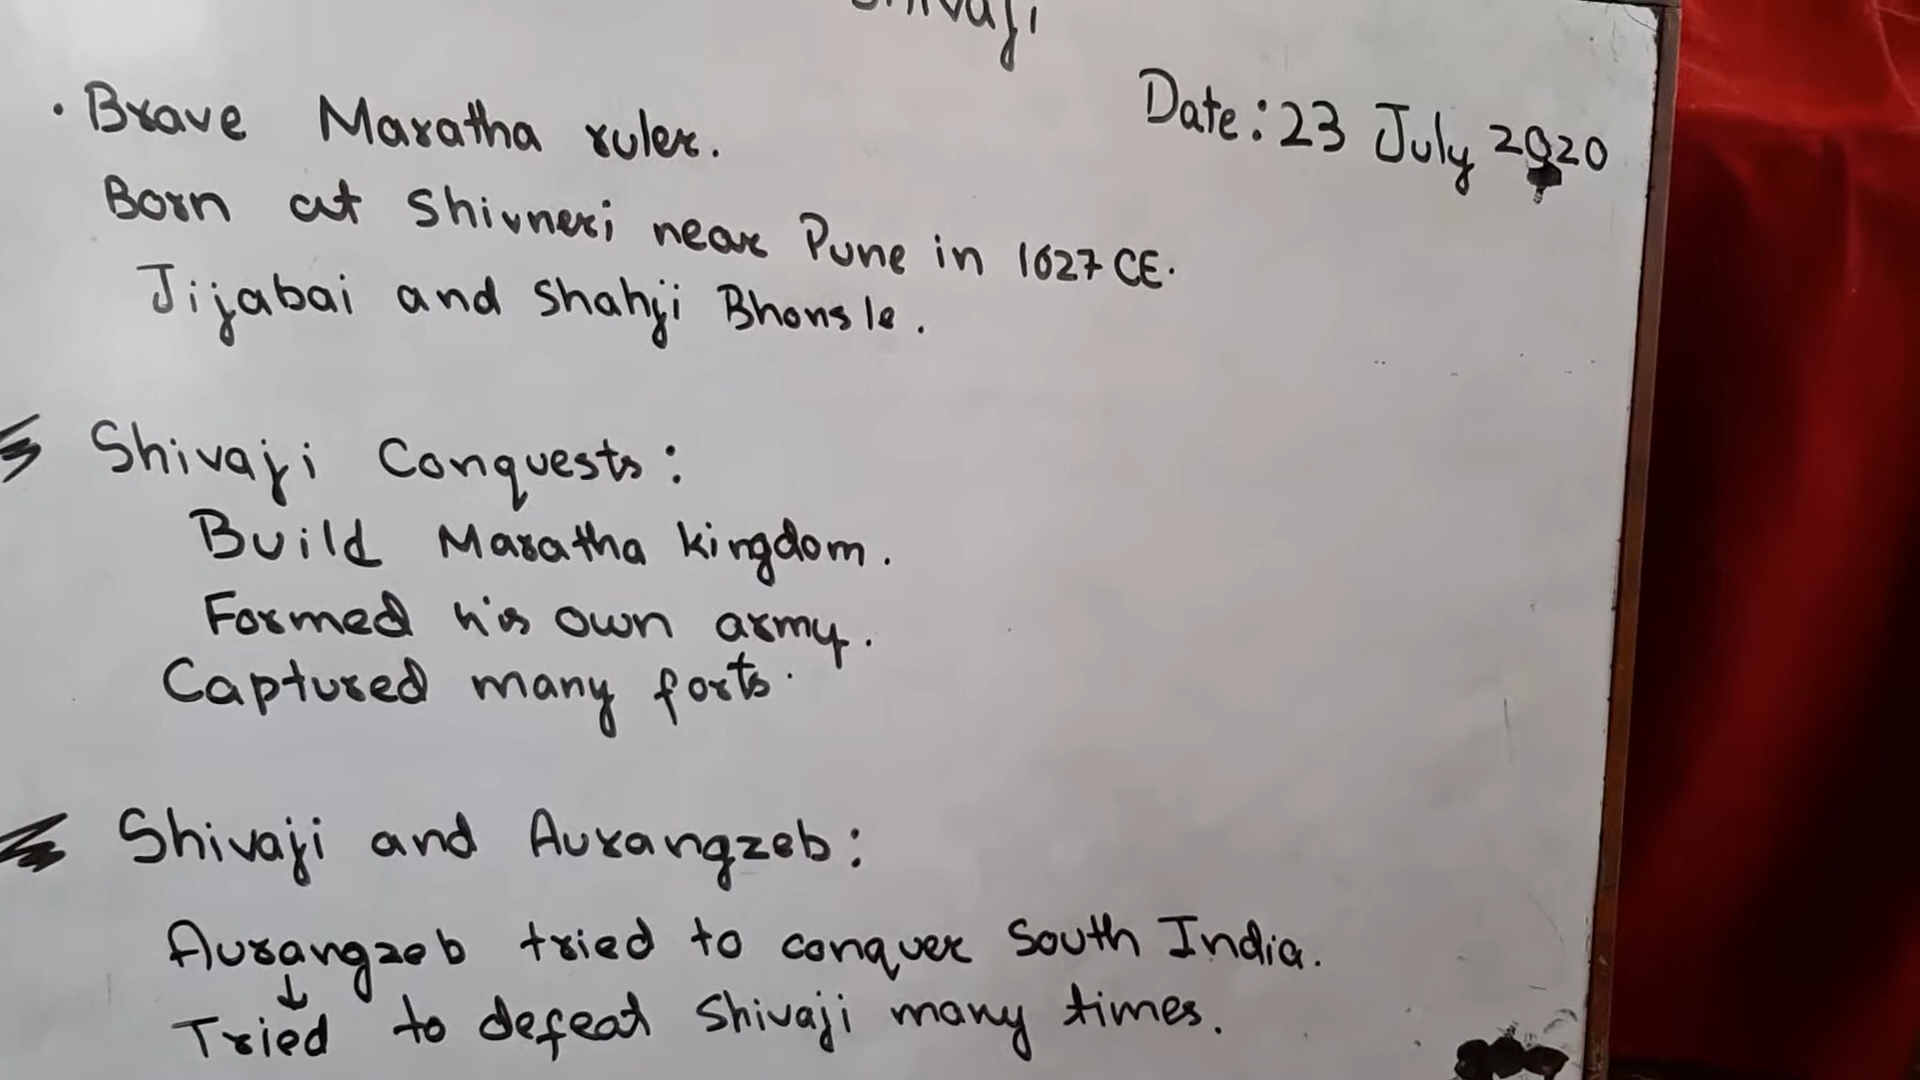 Shivaji
Date: 23 July 2020
• Brave Maratha ruler.
Born at Shivneri near Pune in 1627 CE.
Jijabai and Shahji Bhonsle.
Shivaji Conquests:
Build Maratha kingdom.
Formed his own army.
Captured many forts.
Shivaji and Aurangzeb:
Aurangzeb tried to conquer South India.
↓
Tried to defeat Shivaji many times.